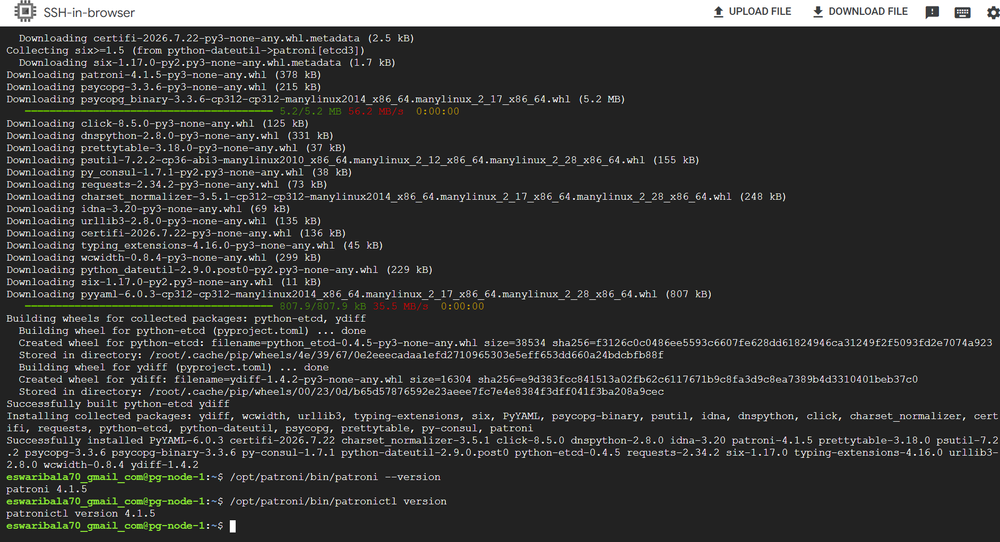 SSH-in-browser
UPLOAD FILE
DOWNLOAD FILE
  Downloading certifi-2026.7.22-py3-none-any.whl.metadata (2.5 kB)
Collecting six>=1.5 (from python-dateutil->patroni[etcd3])
  Downloading six-1.17.0-py2.py3-none-any.whl.metadata (1.7 kB)
Downloading patroni-4.1.5-py3-none-any.whl (378 kB)
Downloading psycopg-3.3.6-py3-none-any.whl (215 kB)
Downloading psycopg_binary-3.3.6-cp312-cp312-manylinux2014_x86_64.manylinux_2_17_x86_64.whl (5.2 MB)
5.2/5.2 MB 56.2 MB/s  0:00:00
Downloading click-8.5.0-py3-none-any.whl (125 kB)
Downloading dnspython-2.8.0-py3-none-any.whl (331 kB)
Downloading prettytable-3.18.0-py3-none-any.whl (37 kB)
Downloading psutil-7.2.2-cp36-abi3-manylinux2010_x86_64.manylinux_2_12_x86_64.manylinux_2_28_x86_64.whl (155 kB)
Downloading py_consul-1.7.1-py2.py3-none-any.whl (38 kB)
Downloading requests-2.34.2-py3-none-any.whl (73 kB)
Downloading charset_normalizer-3.5.1-cp312-cp312-manylinux2014_x86_64.manylinux_2_17_x86_64.manylinux_2_28_x86_64.whl (248 kB)
Downloading idna-3.20-py3-none-any.whl (69 kB)
Downloading urllib3-2.8.0-py3-none-any.whl (135 kB)
Downloading certifi-2026.7.22-py3-none-any.whl (136 kB)
Downloading typing_extensions-4.16.0-py3-none-any.whl (45 kB)
Downloading wcwidth-0.8.4-py3-none-any.whl (299 kB)
Downloading python_dateutil-2.9.0.post0-py2.py3-none-any.whl (229 kB)
Downloading six-1.17.0-py2.py3-none-any.whl (11 kB)
Downloading pyyaml-6.0.3-cp312-cp312-manylinux2014_x86_64.manylinux_2_17_x86_64.manylinux_2_28_x86_64.whl (807 kB)
807.9/807.9 kB 35.5 MB/s  0:00:00
Building wheels for collected packages: python-etcd, ydiff
  Building wheel for python-etcd (pyproject.toml) ... done
  Created wheel for python-etcd: filename=python_etcd-0.4.5-py3-none-any.whl size=38534 sha256=f3126c0c0486ee5593c6607fe628dd61824946ca31249f2f5093fd2e7074a923
  Stored in directory: /root/.cache/pip/wheels/4e/39/67/0e2eeecadaa1efd2710965303e5eff653dd660a24bdcbfb88f
  Building wheel for ydiff (pyproject.toml) ... done
  Created wheel for ydiff: filename=ydiff-1.4.2-py3-none-any.whl size=16304 sha256=e9d383fcc841513a02fb62c6117671b9c8fa3d9c8ea7389b4d3310401beb37c0
  Stored in directory: /root/.cache/pip/wheels/00/23/0d/b65d57876592e23aeee7fc7e4e8384f3dff041f3ba208a9cec
Successfully built python-etcd ydiff
Installing collected packages: ydiff, wcwidth, urllib3, typing-extensions, six, PyYAML, psycopg-binary, psutil, idna, dnspython, click, charset_normalizer, cert
ifi, requests, python-etcd, python-dateutil, psycopg, prettytable, py-consul, patroni
Successfully installed PyYAML-6.0.3 certifi-2026.7.22 charset_normalizer-3.5.1 click-8.5.0 dnspython-2.8.0 idna-3.20 patroni-4.1.5 prettytable-3.18.0 psutil-7.2
.2 psycopg-3.3.6 psycopg-binary-3.3.6 py-consul-1.7.1 python-dateutil-2.9.0.post0 python-etcd-0.4.5 requests-2.34.2 six-1.17.0 typing-extensions-4.16.0 urllib3-
2.8.0 wcwidth-0.8.4 ydiff-1.4.2
eswaribala70_gmail_com@pg-node-1:~$ /opt/patroni/bin/patroni --version
patroni 4.1.5
eswaribala70_gmail_com@pg-node-1:~$ /opt/patroni/bin/patronictl version
patronictl version 4.1.5
eswaribala70_gmail_com@pg-node-1:~$